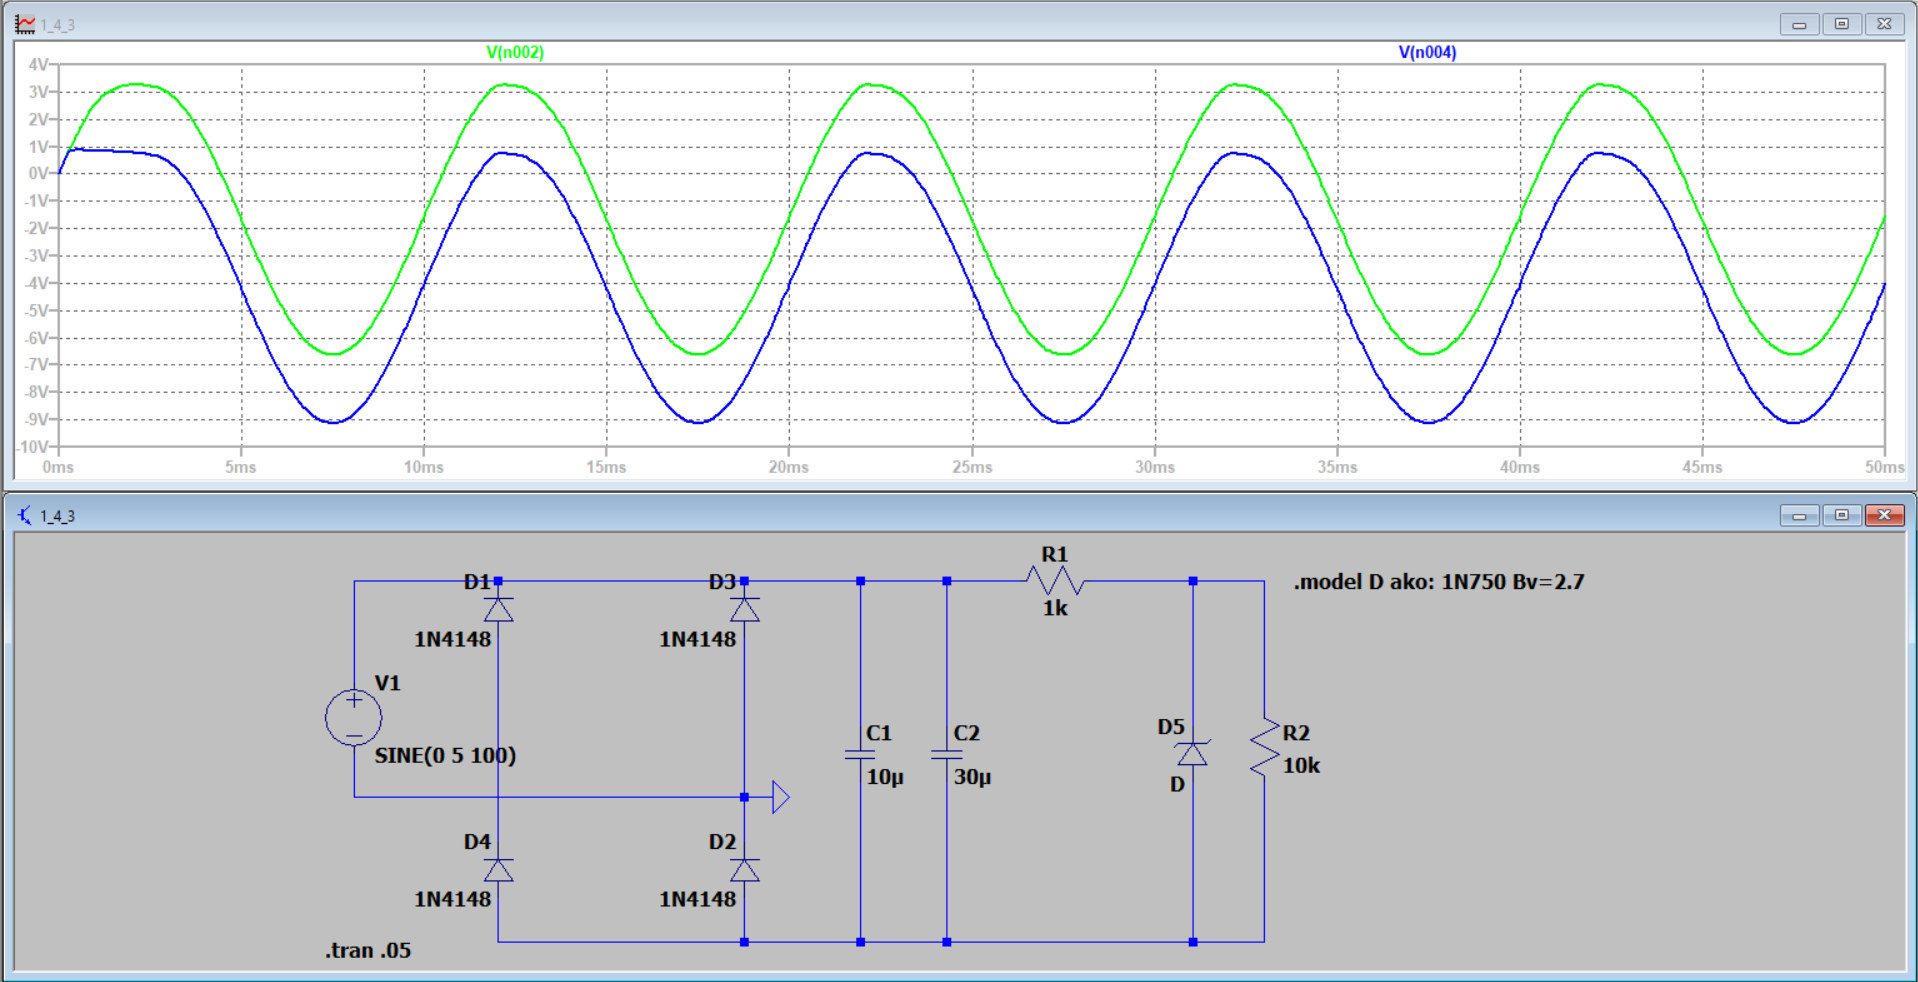 1_4_3
V(n002)
V(n004)
4V
3V
2V
1V
0V
-1V
-2V
-3V
-4V
-5V
-6V
-7V
-8V
-9V
-10V
0ms
5ms
10ms
15ms
20ms
25ms
30ms
35ms
40ms
45ms
50ms
1_4_3
R1
D1
D3
.model D ako: 1N750 Bv=2.7
1k
1N4148
1N4148
V1
D5
C1
C2
R2
SINE(0 5 100)
10k
10µ
30µ
D
D4
D2
1N4148
1N4148
.tran .05